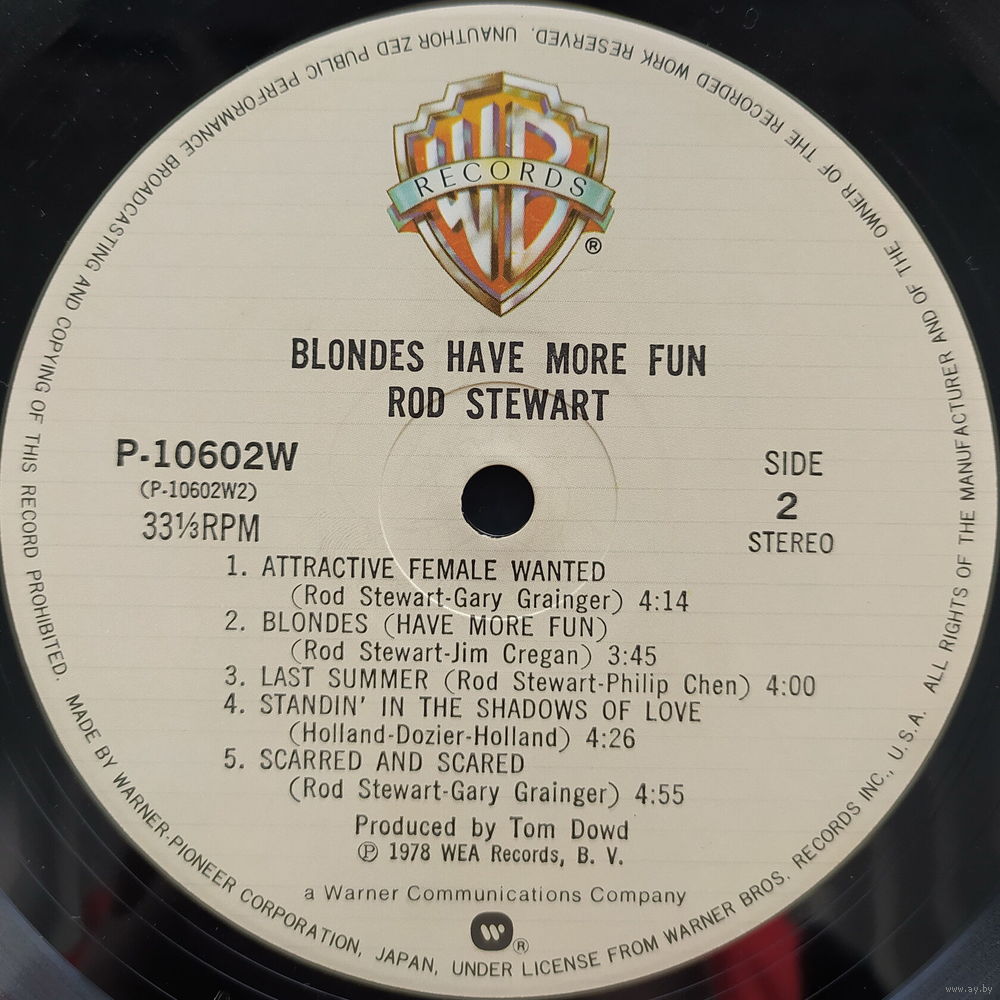 WB
RECORDS
®
BLONDES HAVE MORE FUN
ROD STEWART
P-10602W
(P-10602W2)
33⅓RPM
SIDE
2
STEREO
1. ATTRACTIVE FEMALE WANTED
(Rod Stewart-Gary Grainger) 4:14
2. BLONDES (HAVE MORE FUN)
(Rod Stewart-Jim Cregan) 3:45
3. LAST SUMMER (Rod Stewart-Philip Chen) 4:00
4. STANDIN' IN THE SHADOWS OF LOVE
(Holland-Dozier-Holland) 4:26
5. SCARRED AND SCARED
(Rod Stewart-Gary Grainger) 4:55
Produced by Tom Dowd
Ⓟ 1978 WEA Records, B. V.
a Warner Communications Company
W®
MADE BY WARNER-PIONEER CORPORATION, JAPAN, UNDER LICENSE FROM WARNER BROS. RECORDS INC., U.S.A. ALL RIGHTS OF THE MANUFACTURER AND OF THE OWNER OF THE RECORDED WORK RESERVED. UNAUTHOR ZED PUBLIC PERFORMANCE BROADCASTING AND COPYING OF THIS RECORD PROHIBITED.
www.ay.by